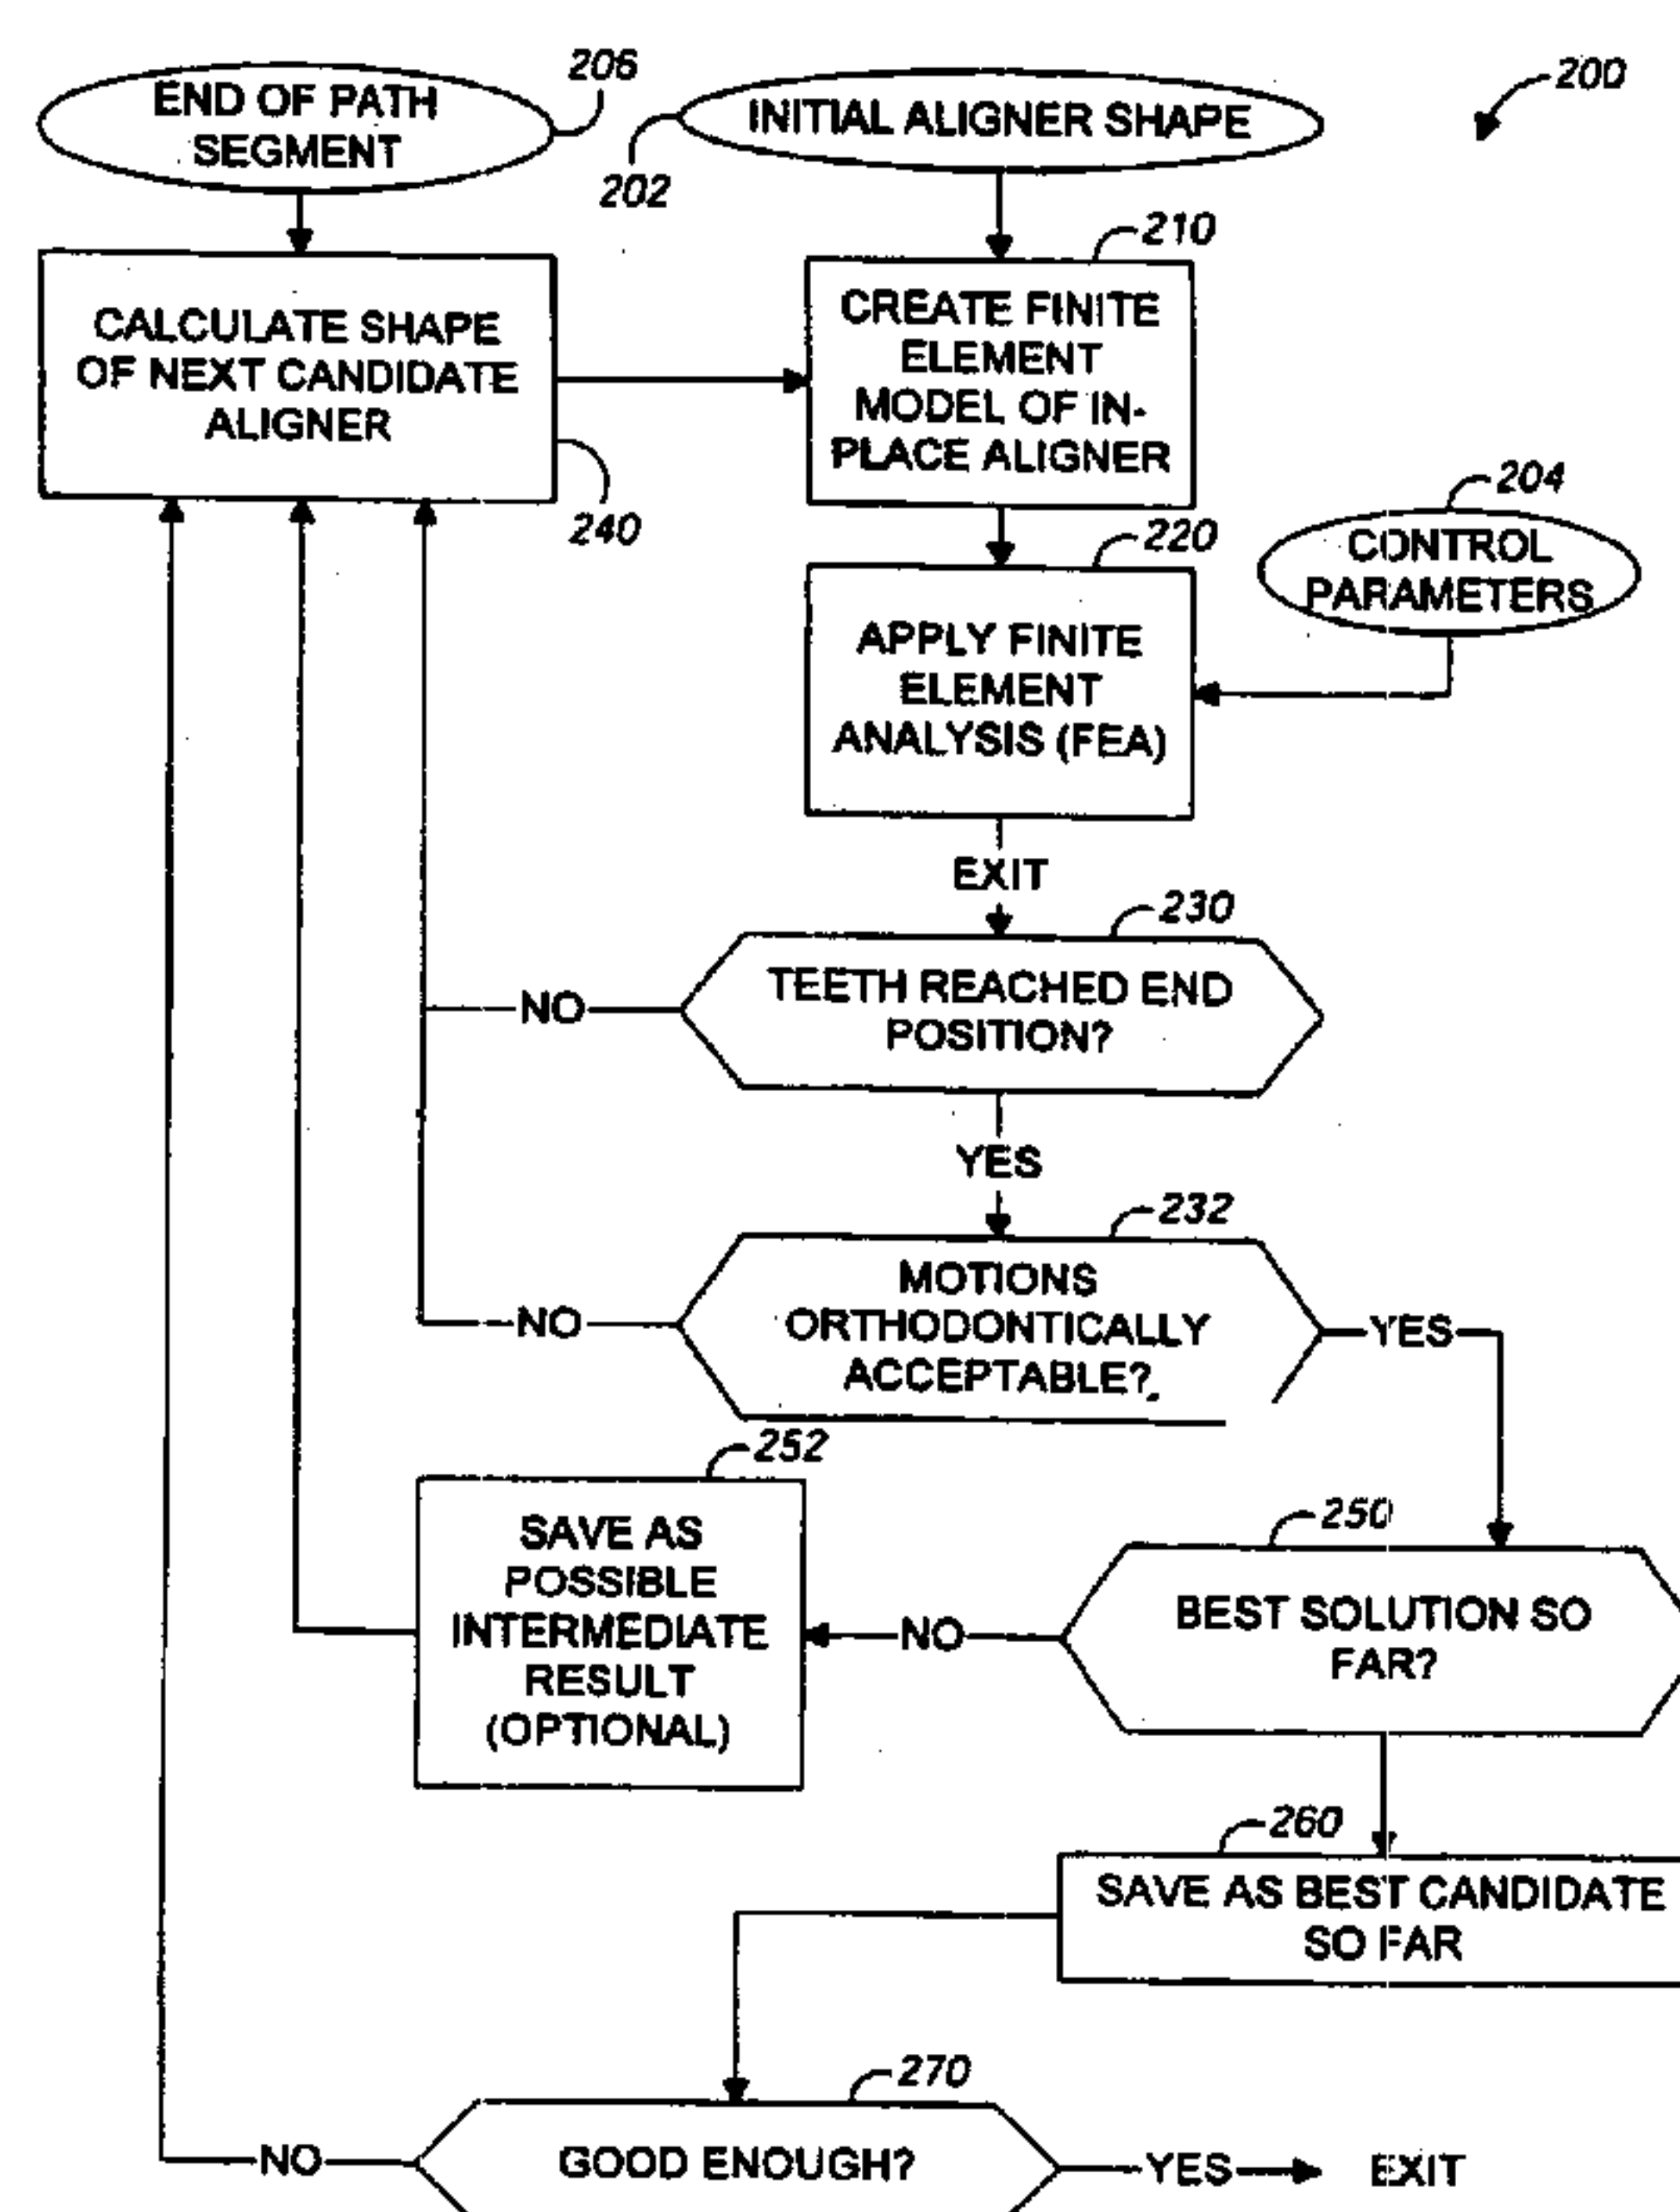 206
END OF PATH
SEGMENT
202
INITIAL ALIGNER SHAPE
200
210
CALCULATE SHAPE
OF NEXT CANDIDATE
ALIGNER
240
CREATE FINITE
ELEMENT
MODEL OF IN-
PLACE ALIGNER
204
CONTROL
PARAMETERS
220
APPLY FINITE
ELEMENT
ANALYSIS (FEA)
EXIT
230
TEETH REACHED END
POSITION?
NO
YES
232
MOTIONS
ORTHODONTICALLY
ACCEPTABLE?
NO
YES
252
SAVE AS
POSSIBLE
INTERMEDIATE
RESULT
(OPTIONAL)
250
BEST SOLUTION SO
FAR?
NO
260
SAVE AS BEST CANDIDATE
SO FAR
270
GOOD ENOUGH?
NO
YES
EXIT